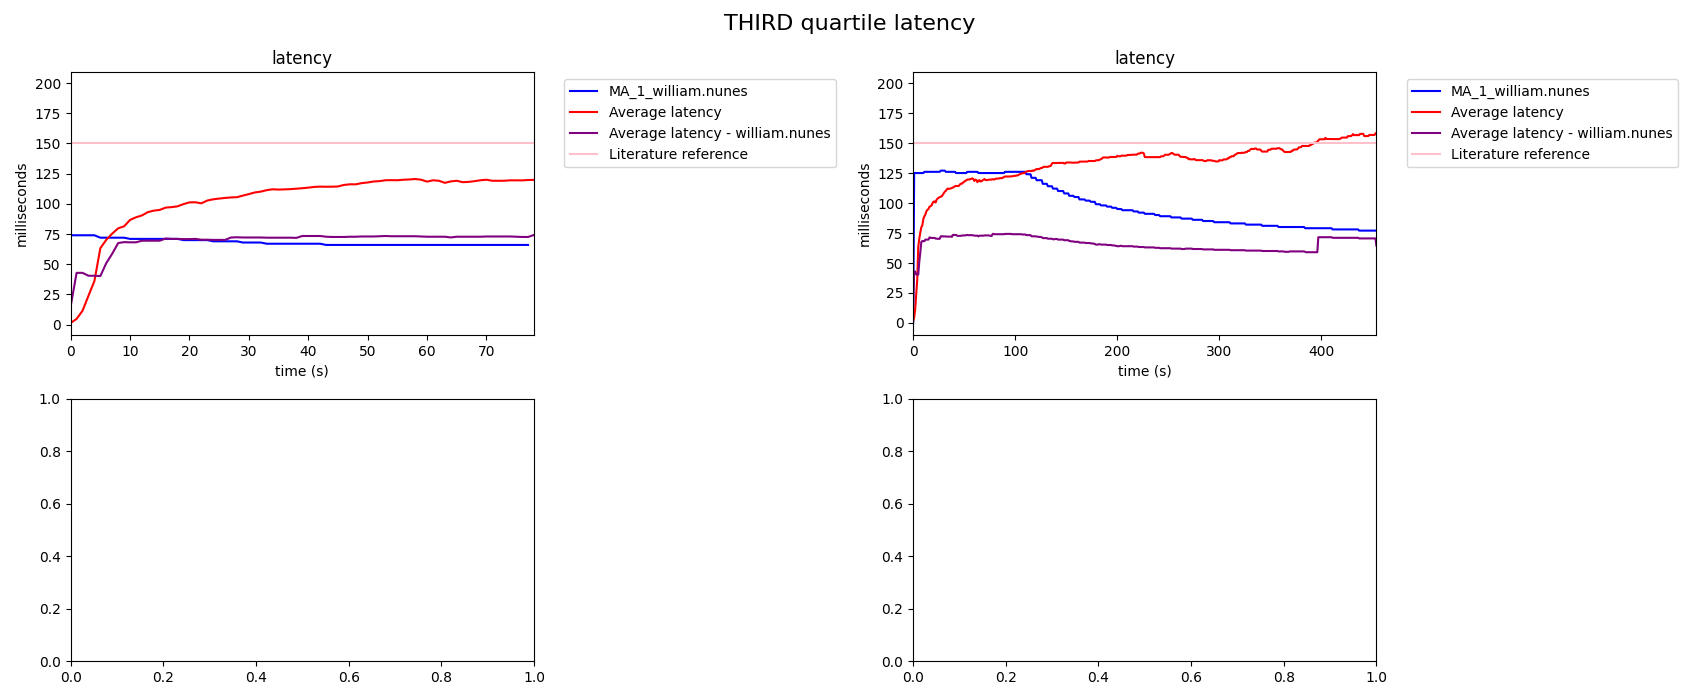 THIRD quartile latency
latency
200
175
150
125
100
75
50
25
0
milliseconds
0 10 20 30 40 50 60 70
time (s)
MA_1_william.nunes
Average latency
Average latency - william.nunes
Literature reference
latency
200
175
150
125
100
75
50
25
0
milliseconds
0 100 200 300 400
time (s)
MA_1_william.nunes
Average latency
Average latency - william.nunes
Literature reference
1.0
0.8
0.6
0.4
0.2
0.0
0.0 0.2 0.4 0.6 0.8 1.0
1.0
0.8
0.6
0.4
0.2
0.0
0.0 0.2 0.4 0.6 0.8 1.0